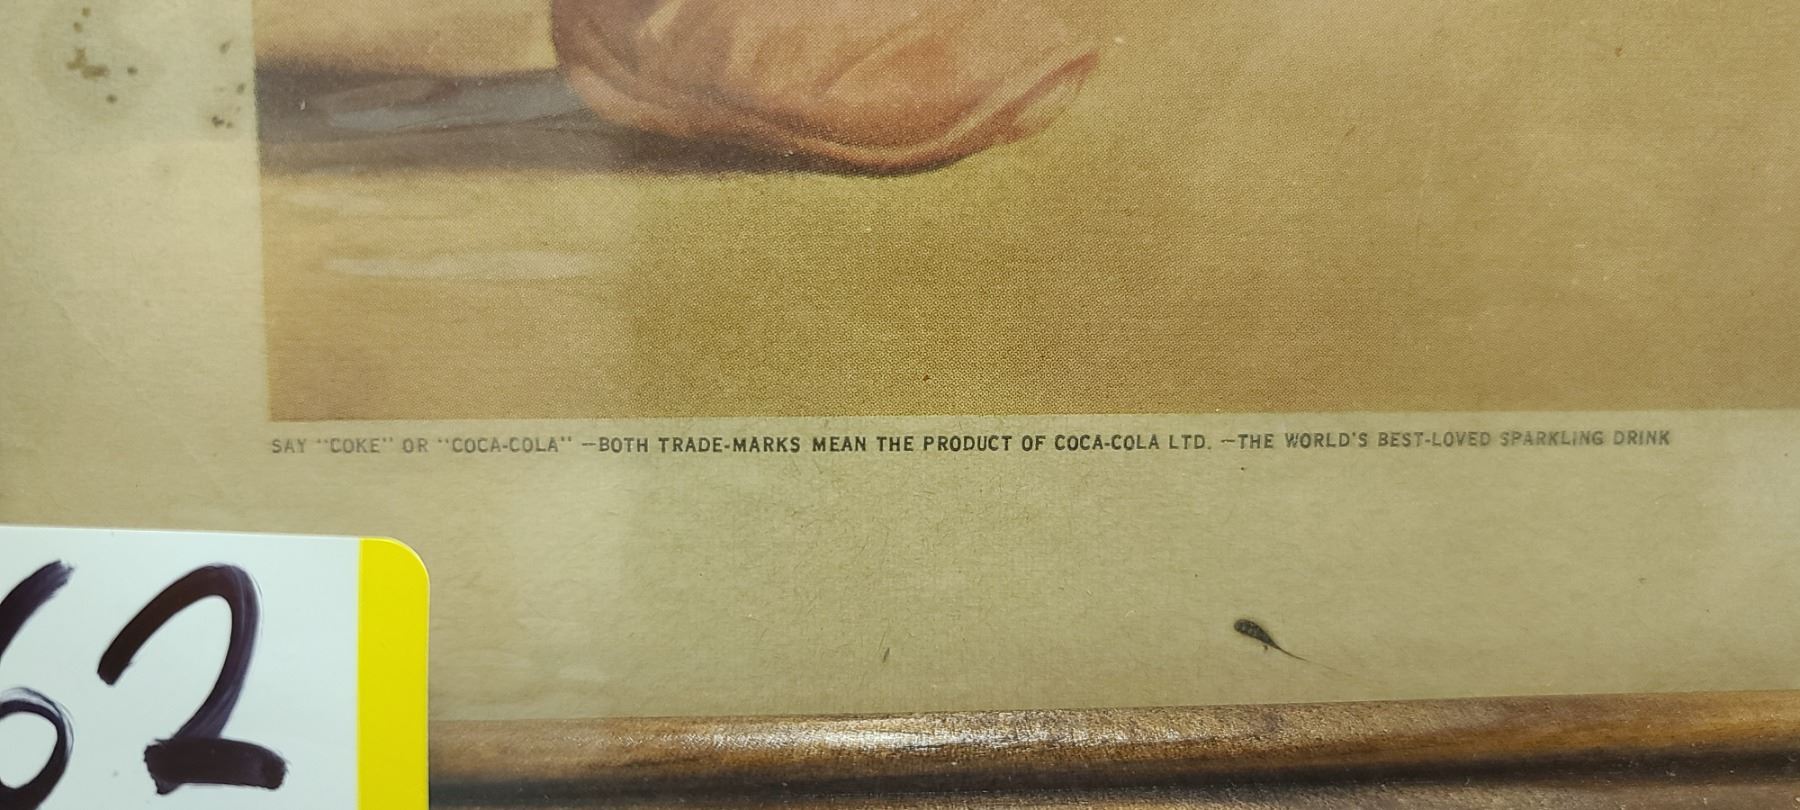 SAY "COKE" OR "COCA-COLA" —BOTH TRADE-MARKS MEAN THE PRODUCT OF COCA-COLA LTD. —THE WORLD'S BEST-LOVED SPARKLING DRINK
62